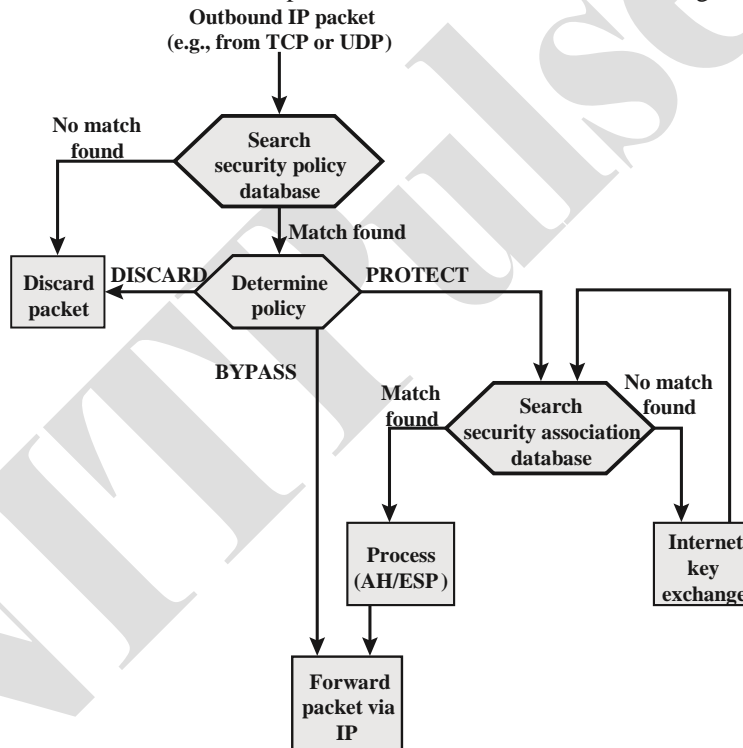 Outbound IP packet
(e.g., from TCP or UDP)
No match
found
Search
security policy
database
Match found
Discard
packet
DISCARD
Determine
policy
PROTECT
BYPASS
Match
found
Search
security association
database
No match
found
Process
(AH/ESP)
Internet
key
exchange
Forward
packet via
IP